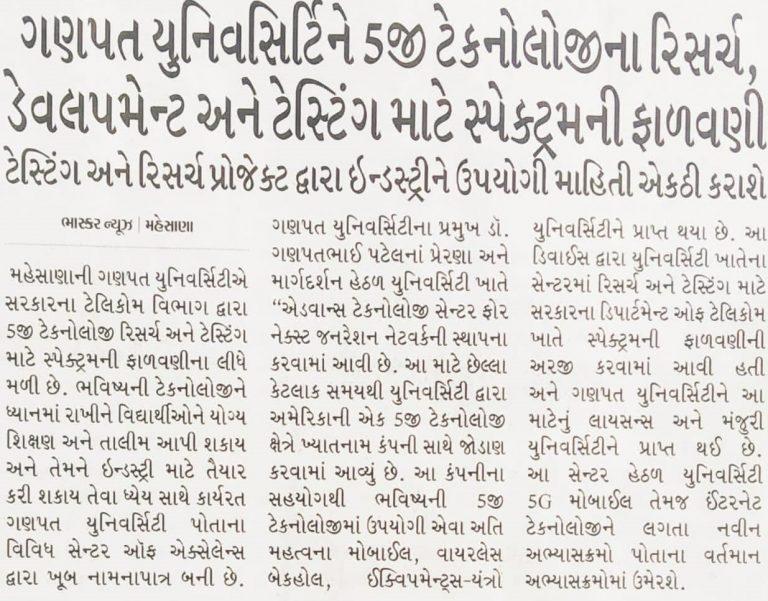 ગણપત યુનિવસિર્ટિને 5જી ટેકનોલોજીના રિસર્ચ,
ડેવલપમેન્ટ અને ટેસ્ટિંગ માટે સ્પેક્ટ્રમની ફાળવણી
ટેસ્ટિંગ અને રિસર્ચ પ્રોજેક્ટ દ્વારા ઇન્ડસ્ટ્રીને ઉપયોગી માહિતી એકઠી કરાશે
ભાસ્કર ન્યૂઝ | મહેસાણા
મહેસાણાની ગણપત યુનિવર્સિટીએ
સરકારના ટેલિકોમ વિભાગ દ્વારા
5જી ટેકનોલોજી રિસર્ચ અને ટેસ્ટિંગ
માટે સ્પેક્ટ્રમની ફાળવણીના લીધે
મળી છે. ભવિષ્યની ટેકનોલોજીને
ધ્યાનમાં રાખીને વિદ્યાર્થીઓને યોગ્ય
શિક્ષણ અને તાલીમ આપી શકાય
અને તેમને ઇન્ડસ્ટ્રી માટે તૈયાર
કરી શકાય તેવા ધ્યેય સાથે કાર્યરત
ગણપત યુનિવર્સિટી પોતાના
વિવિધ સેન્ટર ઑફ એક્સેલેન્સ
દ્વારા ખૂબ નામનાપાત્ર બની છે.
ગણપત યુનિવર્સિટીના પ્રમુખ ડૉ.
ગણપતભાઈ પટેલનાં પ્રેરણા અને
માર્ગદર્શન હેઠળ યુનિવર્સિટી ખાતે
“એડવાન્સ ટેકનોલોજી સેન્ટર ફોર
નેક્સ્ટ જનરેશન નેટવર્કની સ્થાપના
કરવામાં આવી છે. આ માટે છેલ્લા
કેટલાક સમયથી યુનિવર્સિટી દ્વારા
અમેરિકાની એક 5જી ટેકનોલોજી
ક્ષેત્રે ખ્યાતનામ કંપની સાથે જોડાણ
કરવામાં આવ્યું છે. આ કંપનીના
સહયોગથી ભવિષ્યની 5જી
ટેકનોલોજીમાં ઉપયોગી એવા અતિ
મહત્વના મોબાઈલ, વાયરલેસ
બેકહોલ, ઈક્વિપમેન્ટ્સ-યંત્રો
યુનિવર્સિટીને પ્રાપ્ત થયા છે. આ
ડિવાઈસ દ્વારા યુનિવર્સિટી ખાતેના
સેન્ટરમાં રિસર્ચ અને ટેસ્ટિંગ માટે
સરકારના ડિપાર્ટમેન્ટ ઓફ ટેલિકોમ
ખાતે સ્પેક્ટ્રમની ફાળવણીની
અરજી કરવામાં આવી હતી
અને ગણપત યુનિવર્સિટીને આ
માટેનું લાયસન્સ અને મંજુરી
યુનિવર્સિટીને પ્રાપ્ત થઈ છે.
આ સેન્ટર હેઠળ યુનિવર્સિટી
5G મોબાઈલ તેમજ ઈંટરનેટ
ટેકનોલોજીને લગતા નવીન
અભ્યાસક્રમો પોતાના વર્તમાન
અભ્યાસક્રમોમાં ઉમેરશે.